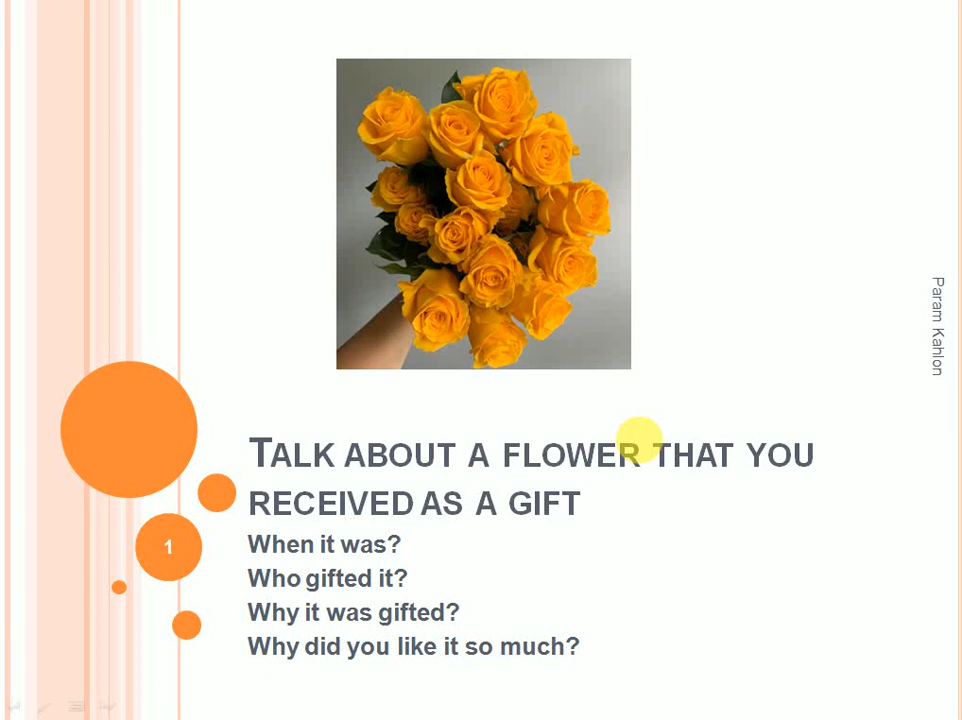 TALK ABOUT A FLOWER THAT YOU
RECEIVED AS A GIFT
When it was?
Who gifted it?
Why it was gifted?
Why did you like it so much?
1
Param Kahlon